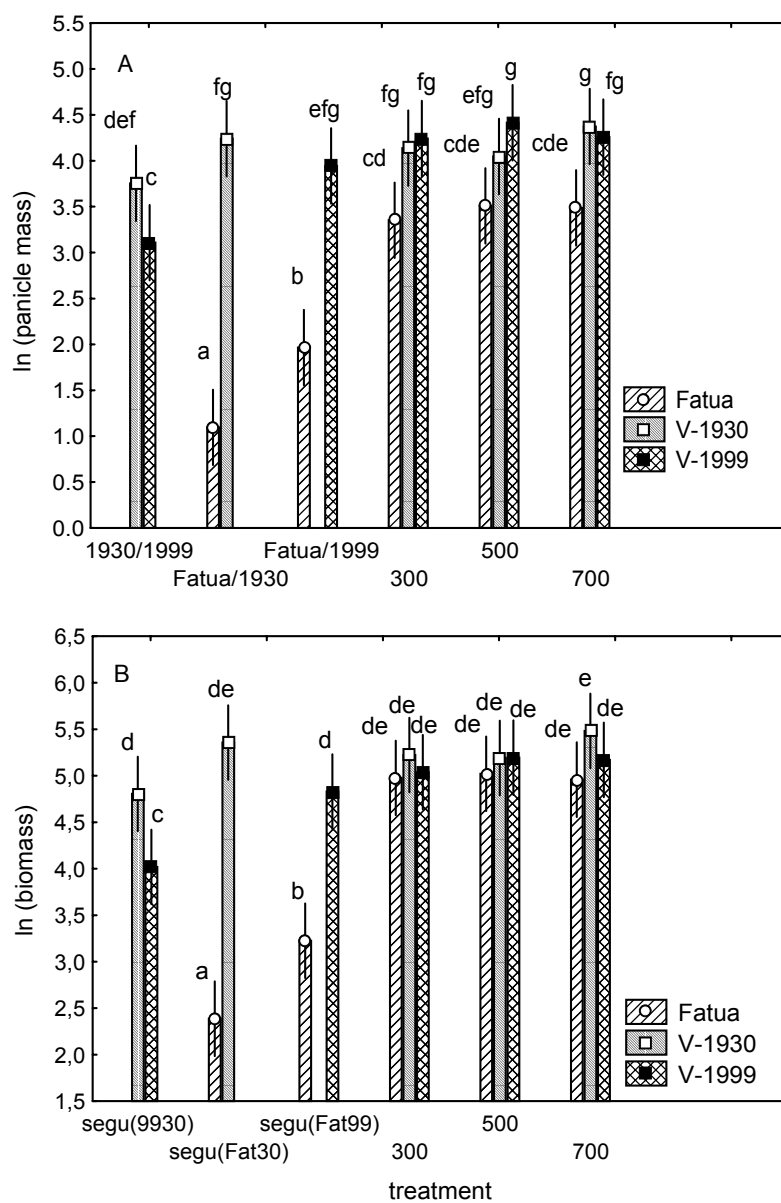 A
ln (panicle mass)
5.5
5.0
4.5
4.0
3.5
3.0
2.5
2.0
1.5
1.0
0.5
0.0
def
c
a
fg
b
efg
cd
fg
fg
cde
efg
g
cde
g
fg
Fatua
V-1930
V-1999
1930/1999 Fatua/1999 500
Fatua/1930 300 700
B
ln (biomass)
6,5
6,0
5,5
5,0
4,5
4,0
3,5
3,0
2,5
2,0
1,5
d
c
a
de
b
d
de
de
de
de
de
de
de
e
de
Fatua
V-1930
V-1999
segu(9930) segu(Fat99) 500
segu(Fat30) 300 700
treatment